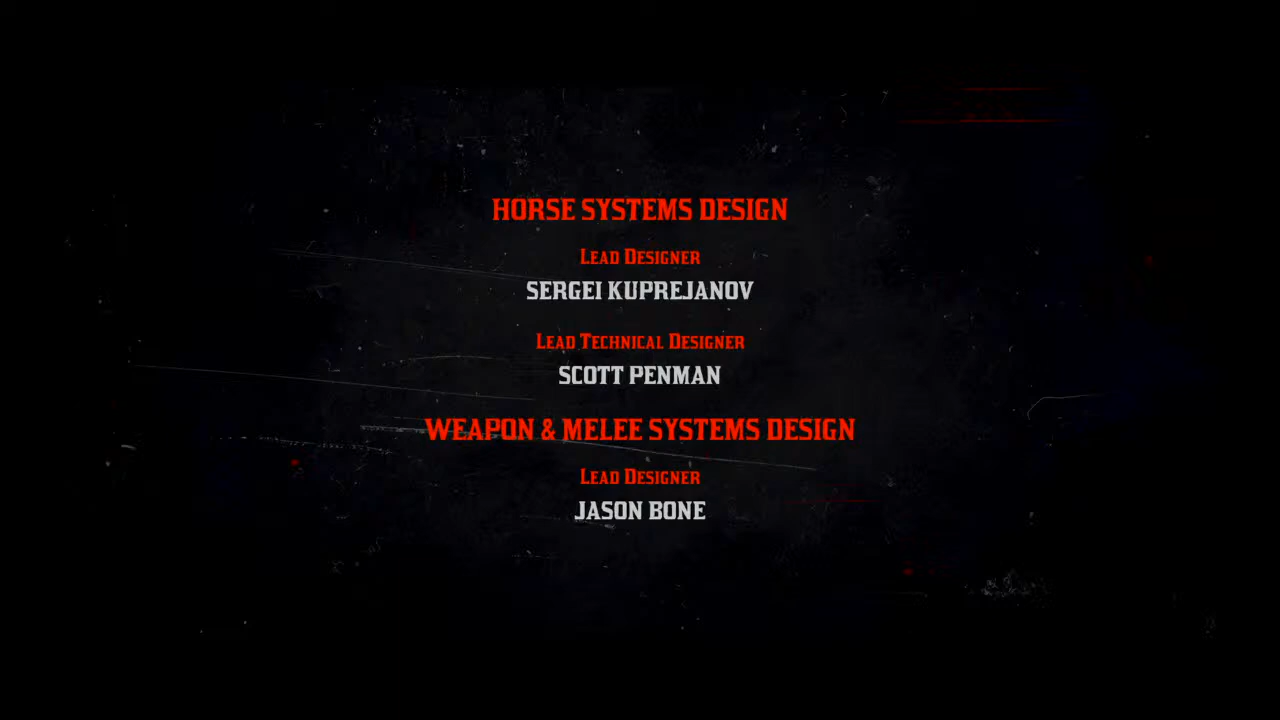 HORSE SYSTEMS DESIGN
LEAD DESIGNER
SERGEI KUPREJANOV
LEAD TECHNICAL DESIGNER
SCOTT PENMAN
WEAPON & MELEE SYSTEMS DESIGN
LEAD DESIGNER
JASON BONE